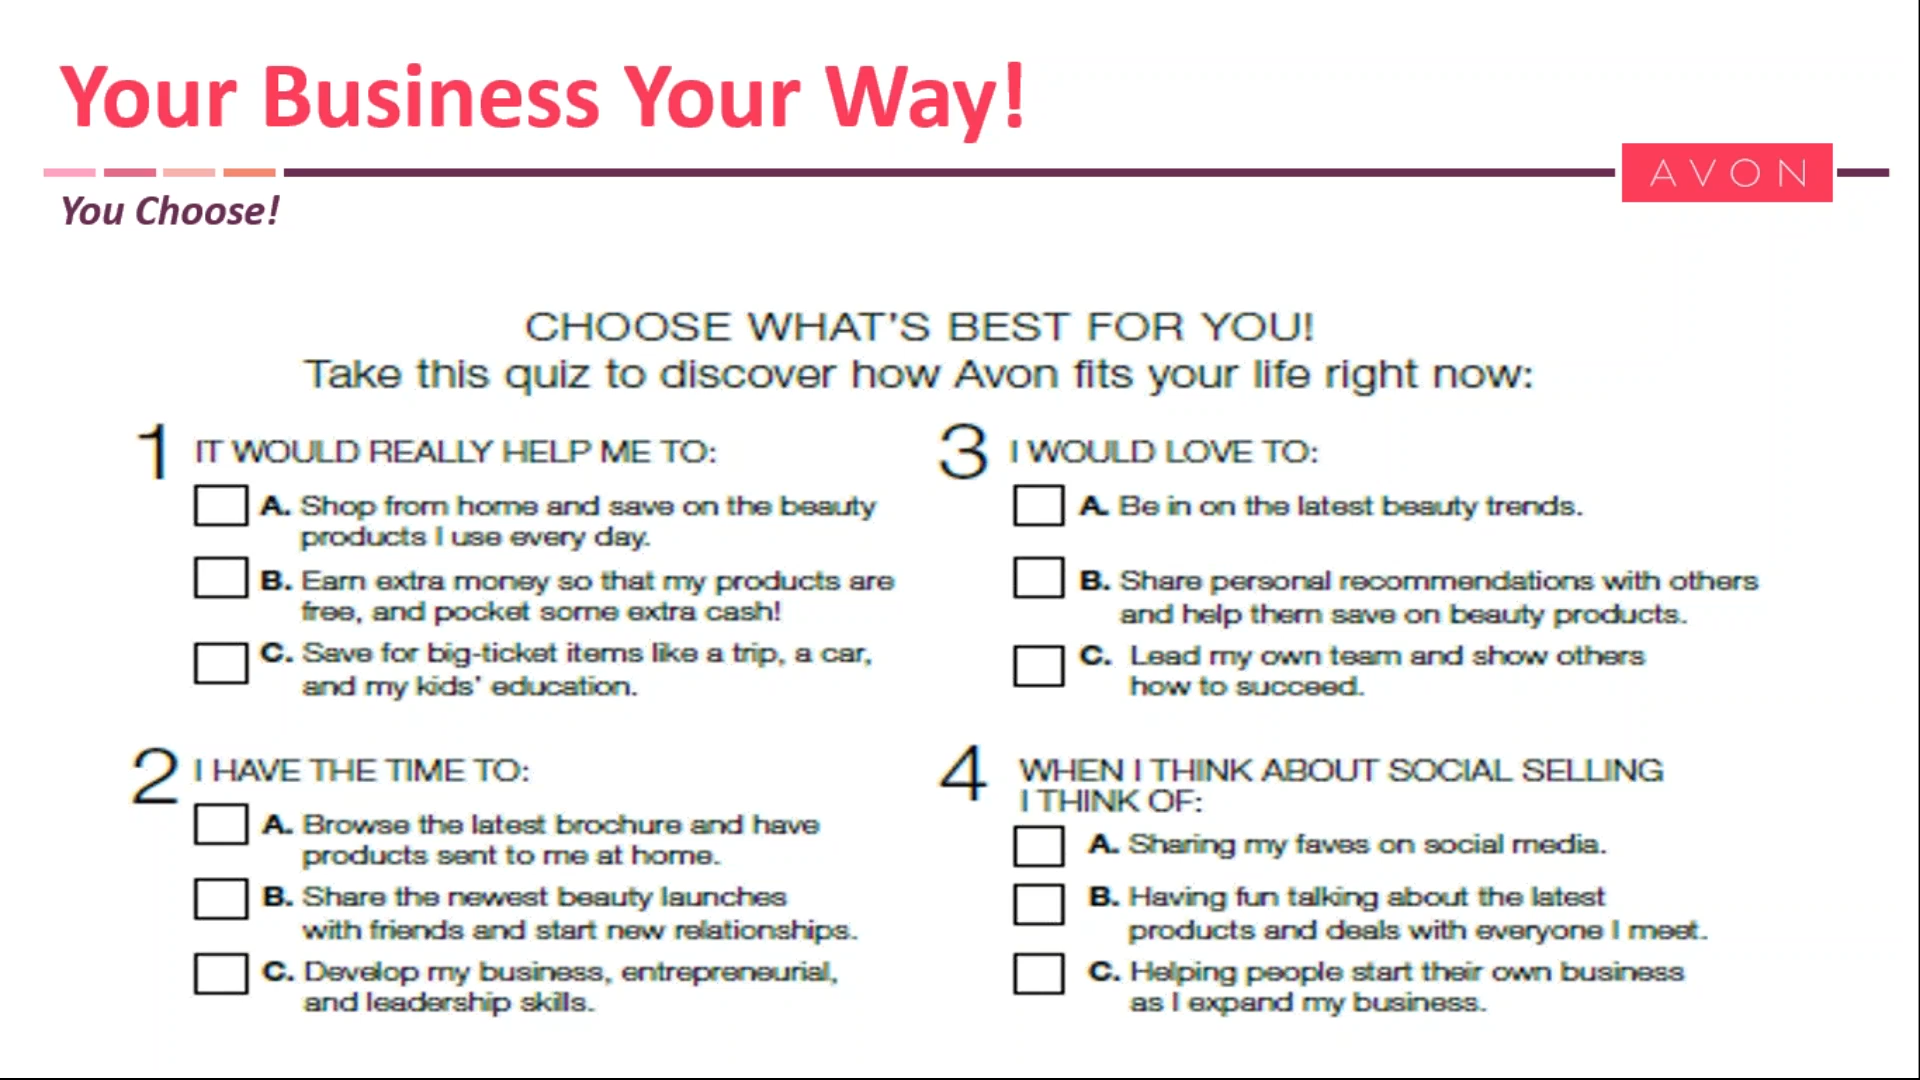 Your Business Your Way!
AVON
You Choose!
CHOOSE WHAT'S BEST FOR YOU!
Take this quiz to discover how Avon fits your life right now:
1 IT WOULD REALLY HELP ME TO:
A. Shop from home and save on the beauty
products I use every day.
B. Earn extra money so that my products are
free, and pocket some extra cash!
C. Save for big-ticket items like a trip, a car,
and my kids' education.
2 I HAVE THE TIME TO:
A. Browse the latest brochure and have
products sent to me at home.
B. Share the newest beauty launches
with friends and start new relationships.
C. Develop my business, entrepreneurial,
and leadership skills.
3 I WOULD LOVE TO:
A. Be in on the latest beauty trends.
B. Share personal recommendations with others
and help them save on beauty products.
C. Lead my own team and show others
how to succeed.
4 WHEN I THINK ABOUT SOCIAL SELLING
I THINK OF:
A. Sharing my faves on social media.
B. Having fun talking about the latest
products and deals with everyone I meet.
C. Helping people start their own business
as I expand my business.